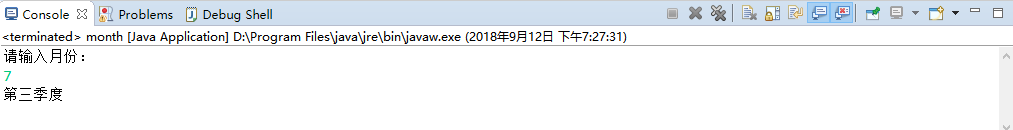 Console Problems Debug Shell
<terminated> month [Java Application] D:\Program Files\java\jre\bin\javaw.exe (2018年9月12日 下午7:27:31)
请输入月份：
7
第三季度